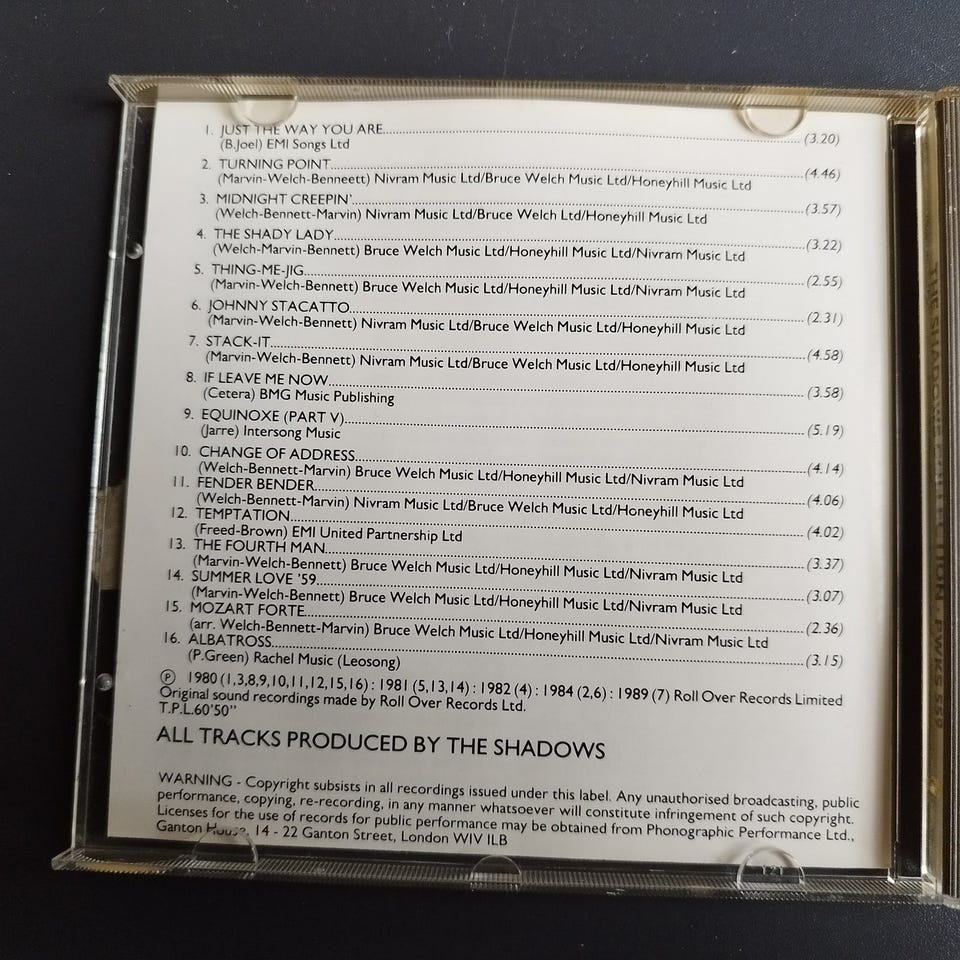 1. JUST THE WAY YOU ARE (3.20)
(B.Joel) EMI Songs Ltd
2. TURNING POINT (4.46)
(Marvin-Welch-Benneett) Nivram Music Ltd/Bruce Welch Music Ltd/Honeyhill Music Ltd
3. MIDNIGHT CREEPIN' (3.57)
(Welch-Bennett-Marvin) Nivram Music Ltd/Bruce Welch Ltd/Honeyhill Music Ltd
4. THE SHADY LADY (3.22)
(Welch-Marvin-Bennett) Bruce Welch Music Ltd/Honeyhill Music Ltd/Nivram Music Ltd
5. THING-ME-JIG (2.55)
(Marvin-Welch-Bennett) Bruce Welch Music Ltd/Honeyhill Music Ltd/Nivram Music Ltd
6. JOHNNY STACATTO (2.31)
(Marvin-Welch-Bennett) Nivram Music Ltd/Bruce Welch Music Ltd/Honeyhill Music Ltd
7. STACK-IT (4.58)
(Marvin-Welch-Bennett) Nivram Music Ltd/Bruce Welch Music Ltd/Honeyhill Music Ltd
8. IF LEAVE ME NOW (3.58)
(Cetera) BMG Music Publishing
9. EQUINOXE (PART V) (5.19)
(Jarre) Intersong Music
10. CHANGE OF ADDRESS (4.14)
(Welch-Bennett-Marvin) Bruce Welch Music Ltd/Honeyhill Music Ltd/Nivram Music Ltd
11. FENDER BENDER (4.06)
(Welch-Bennett-Marvin) Nivram Music Ltd/Bruce Welch Music Ltd/Honeyhill Music Ltd
12. TEMPTATION (4.02)
(Freed-Brown) EMI United Partnership Ltd
13. THE FOURTH MAN (3.37)
(Marvin-Welch-Bennett) Bruce Welch Music Ltd/Honeyhill Music Ltd/Nivram Music Ltd
14. SUMMER LOVE '59 (3.07)
(Marvin-Welch-Bennett) Bruce Welch Music Ltd/Honeyhill Music Ltd/Nivram Music Ltd
15. MOZART FORTE (2.36)
(arr. Welch-Bennett-Marvin) Bruce Welch Music Ltd/Honeyhill Music Ltd/Nivram Music Ltd
16. ALBATROSS (3.15)
(P.Green) Rachel Music (Leosong)
℗ 1980 (1,3,8,9,10,11,12,15,16) : 1981 (5,13,14) : 1982 (4) : 1984 (2,6) : 1989 (7) Roll Over Records Limited
Original sound recordings made by Roll Over Records Ltd.
T.P.L.60'50"
ALL TRACKS PRODUCED BY THE SHADOWS
WARNING - Copyright subsists in all recordings issued under this label. Any unauthorised broadcasting, public
performance, copying, re-recording, in any manner whatsoever will constitute infringement of such copyright.
Licenses for the use of records for public performance may be obtained from Phonographic Performance Ltd.,
Ganton House, 14 - 22 Ganton Street, London WIV ILB
THE SHADOWS